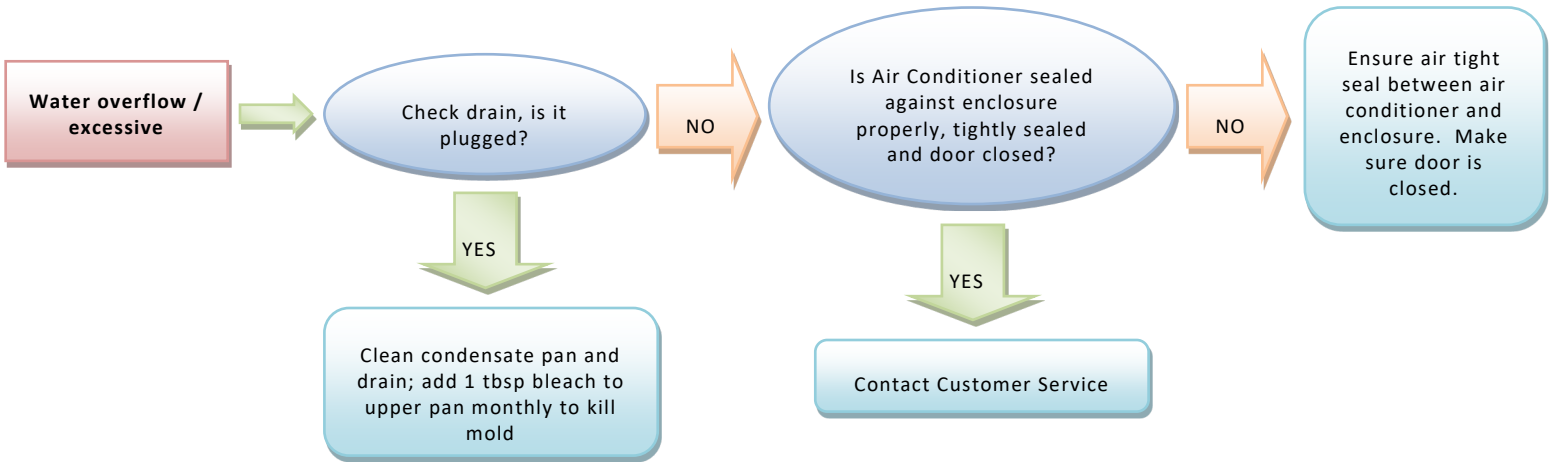 Water overflow /
excessive
Check drain, is it
plugged?
NO
Is Air Conditioner sealed
against enclosure
properly, tightly sealed
and door closed?
NO
Ensure air tight
seal between air
conditioner and
enclosure.  Make
sure door is
closed.
YES
Clean condensate pan and
drain; add 1 tbsp bleach to
upper pan monthly to kill
mold
YES
Contact Customer Service